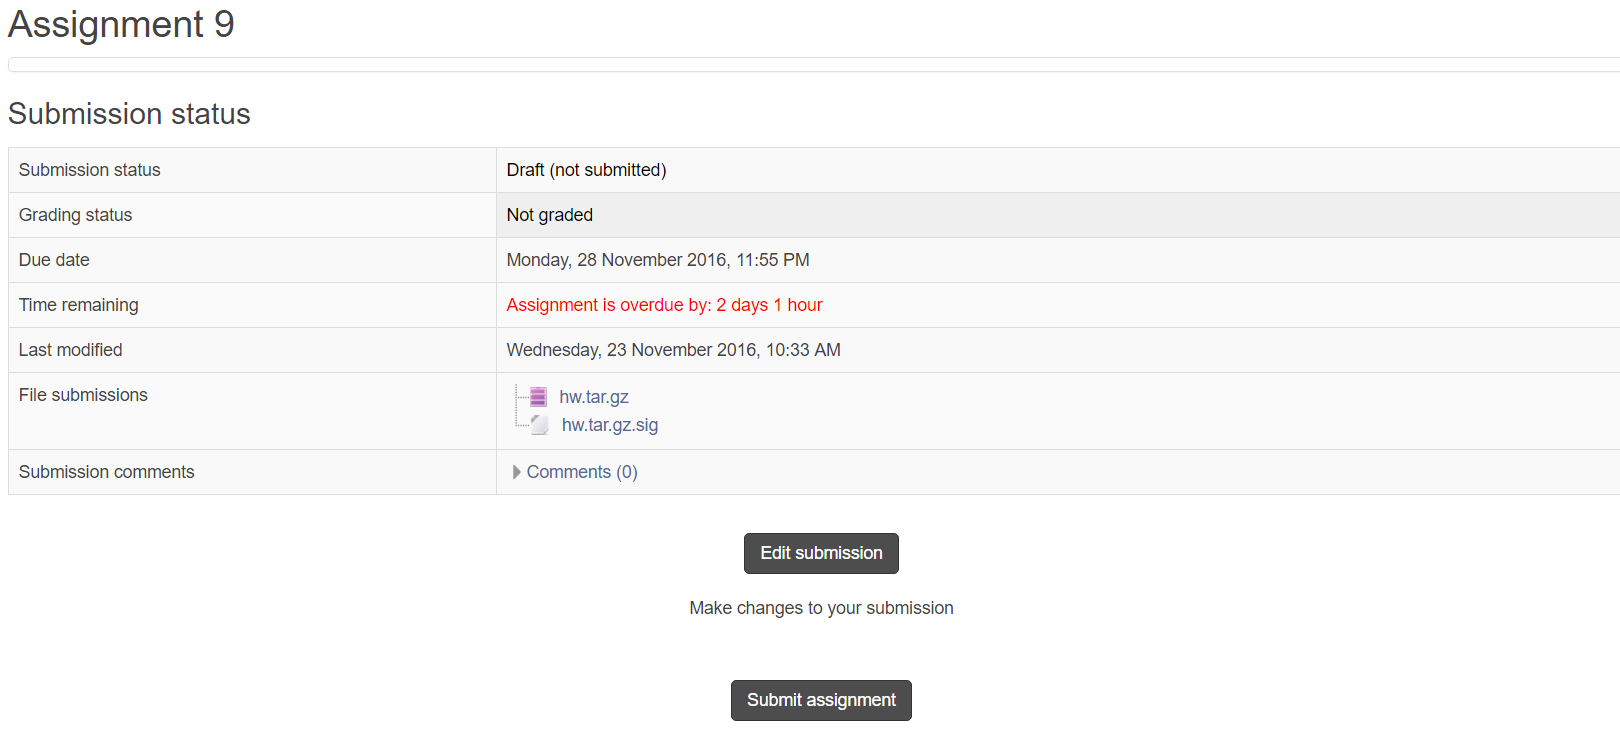 Assignment 9
Submission status
Submission status Draft (not submitted)
Grading status Not graded
Due date Monday, 28 November 2016, 11:55 PM
Time remaining Assignment is overdue by: 2 days 1 hour
Last modified Wednesday, 23 November 2016, 10:33 AM
File submissions hw.tar.gz
hw.tar.gz.sig
Submission comments Comments (0)
Edit submission
Make changes to your submission
Submit assignment